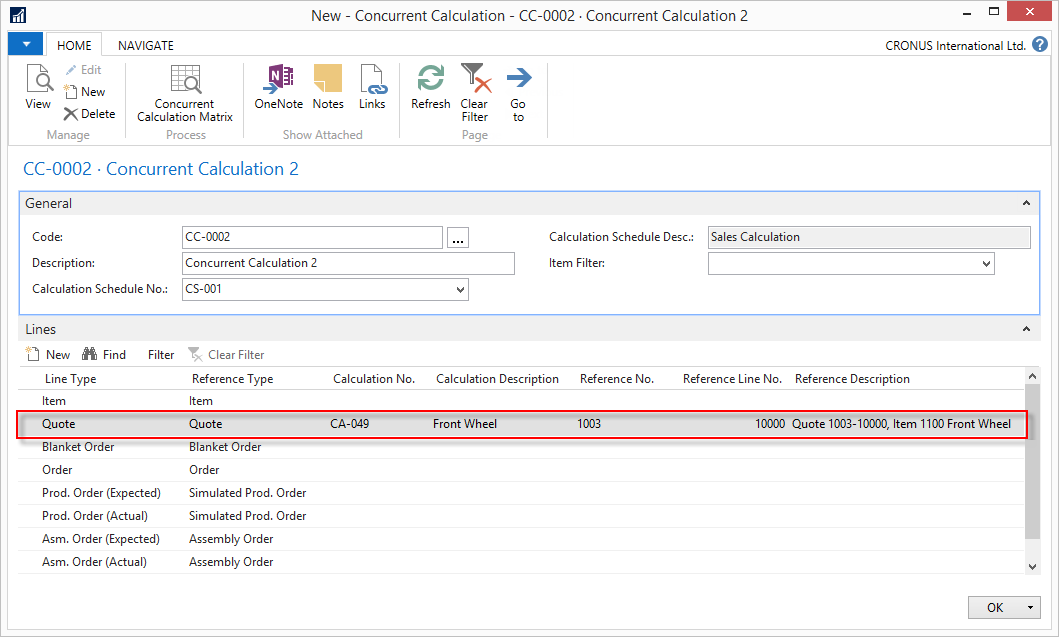 New - Concurrent Calculation - CC-0002 · Concurrent Calculation 2
HOME NAVIGATE CRONUS International Ltd. ?
View
Edit
New
Delete
Manage
Concurrent
Calculation Matrix
Process
OneNote Notes Links
Show Attached
Refresh
Clear
Filter
Go
to
Page
CC-0002 · Concurrent Calculation 2
General
Code: CC-0002 ... Calculation Schedule Desc.: Sales Calculation
Description: Concurrent Calculation 2 Item Filter:
Calculation Schedule No.: CS-001
Lines
New Find Filter Clear Filter
Line Type Reference Type Calculation No. Calculation Description Reference No. Reference Line No. Reference Description
Item Item
Quote Quote CA-049 Front Wheel 1003 10000 Quote 1003-10000, Item 1100 Front Wheel
Blanket Order Blanket Order
Order Order
Prod. Order (Expected) Simulated Prod. Order
Prod. Order (Actual) Simulated Prod. Order
Asm. Order (Expected) Assembly Order
Asm. Order (Actual) Assembly Order
OK